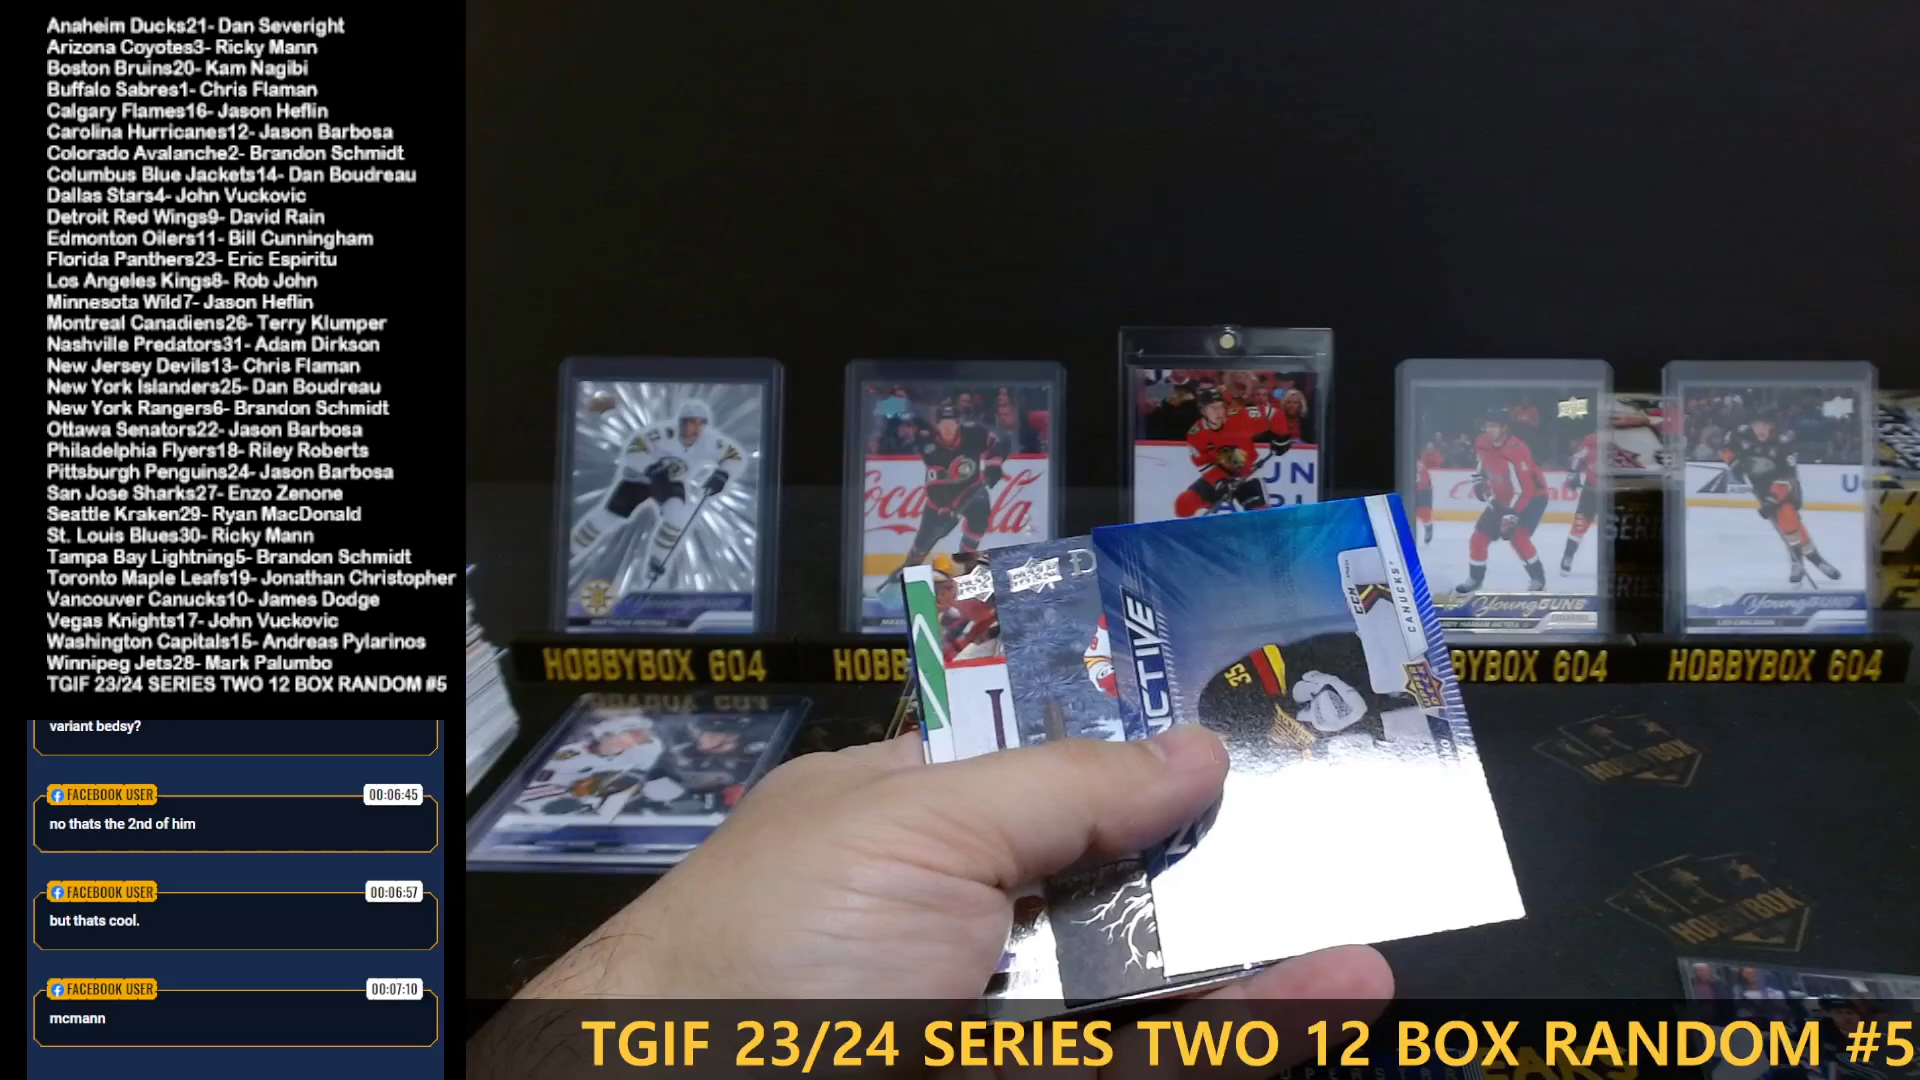 Anaheim Ducks21- Dan Severight
Arizona Coyotes3- Ricky Mann
Boston Bruins20- Kam Nagibi
Buffalo Sabres1- Chris Flaman
Calgary Flames16- Jason Heflin
Carolina Hurricanes12- Jason Barbosa
Colorado Avalanche2- Brandon Schmidt
Columbus Blue Jackets14- Dan Boudreau
Dallas Stars4- John Vuckovic
Detroit Red Wings9- David Rain
Edmonton Oilers11- Bill Cunningham
Florida Panthers23- Eric Espiritu
Los Angeles Kings8- Rob John
Minnesota Wild7- Jason Heflin
Montreal Canadiens26- Terry Klumper
Nashville Predators31- Adam Dirkson
New Jersey Devils13- Chris Flaman
New York Islanders25- Dan Boudreau
New York Rangers6- Brandon Schmidt
Ottawa Senators22- Jason Barbosa
Philadelphia Flyers18- Riley Roberts
Pittsburgh Penguins24- Jason Barbosa
San Jose Sharks27- Enzo Zenone
Seattle Kraken29- Ryan MacDonald
St. Louis Blues30- Ricky Mann
Tampa Bay Lightning5- Brandon Schmidt
Toronto Maple Leafs19- Jonathan Christopher
Vancouver Canucks10- James Dodge
Vegas Knights17- John Vuckovic
Washington Capitals15- Andreas Pylarinos
Winnipeg Jets28- Mark Palumbo
TGIF 23/24 SERIES TWO 12 BOX RANDOM #5
variant bedsy?
FACEBOOK USER 00:06:45
no thats the 2nd of him
FACEBOOK USER 00:06:57
but thats cool.
FACEBOOK USER 00:07:10
mcmann
Coca Cola
UN
CCM
CANUCKS
35
NCTIVE
Young GUNS
HOBBYBOX 604
HOBB
BYBOX 604
HOBBYBOX 604
HOBBYBOX
HOBBYBOX
TGIF 23/24 SERIES TWO 12 BOX RANDOM #5